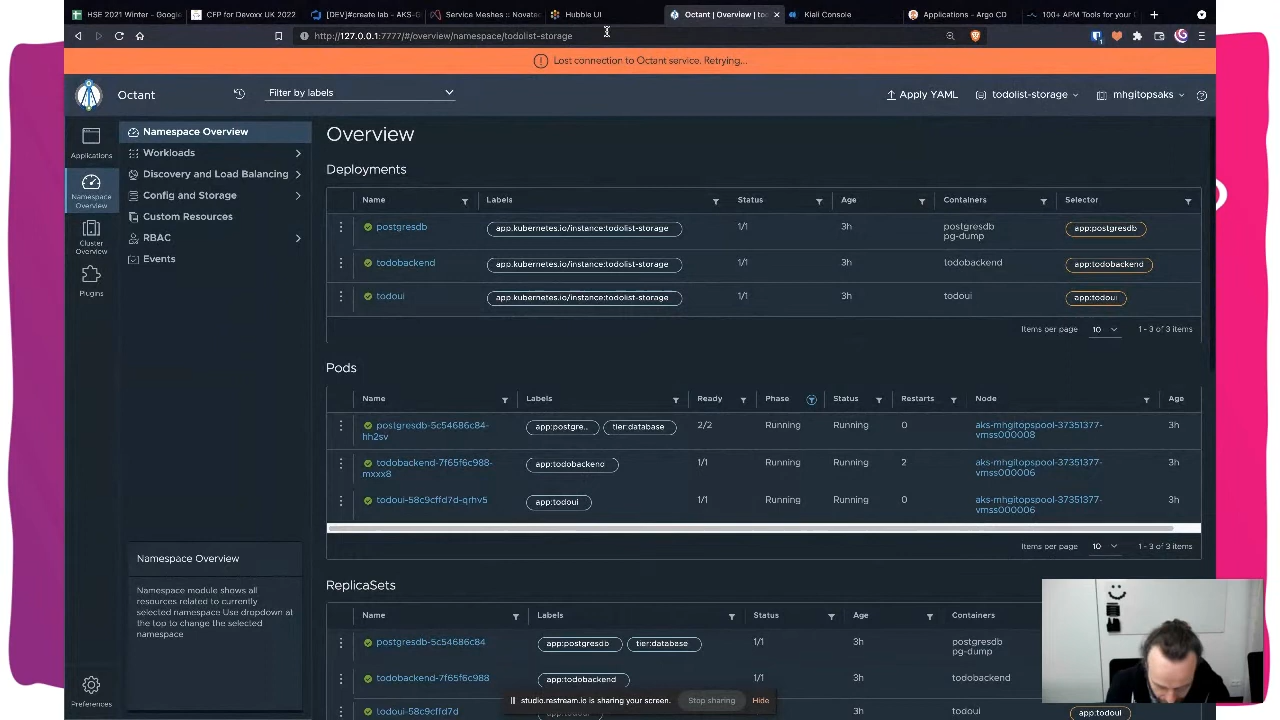 HSE 2021 Winter - Google
CFP for Devoxx UK 2022
[DEV]#create lab - AKS-G
Service Meshes :: Novatec
Hubble UI
Octant | Overview | tod
Kiali Console
Applications - Argo CD
100+ APM Tools for your D
http://127.0.0.1:7777/#/overview/namespace/todolist-storage
Lost connection to Octant service. Retrying...
Octant
Filter by labels
Apply YAML
todolist-storage
mhgitopsaks
Applications
Namespace Overview
Cluster Overview
Plugins
Preferences
Namespace Overview
Workloads
Discovery and Load Balancing
Config and Storage
Custom Resources
RBAC
Events
Namespace Overview
Namespace module shows all
resources related to currently
selected namespace Use dropdown at
the top to change the selected
namespace
Overview
Deployments
Name Labels Status Age Containers Selector
postgresdb app.kubernetes.io/instance:todolist-storage 1/1 3h postgresdb app:postgresdb
pg-dump
todobackend app.kubernetes.io/instance:todolist-storage 1/1 3h todobackend app:todobackend
todoui app.kubernetes.io/instance:todolist-storage 1/1 3h todoui app:todoui
Items per page 10 1 - 3 of 3 items
Pods
Name Labels Ready Phase Status Restarts Node Age
postgresdb-5c54686c84- app:postgre... tier:database 2/2 Running Running 0 aks-mhgitopspool-37351377- 3h
hh2sv vmss000008
todobackend-7f65f6c988- app:todobackend 1/1 Running Running 2 aks-mhgitopspool-37351377- 3h
mxxx8 vmss000006
todoui-58c9cffd7d-qrhv5 app:todoui 1/1 Running Running 0 aks-mhgitopspool-37351377- 3h
vmss000006
Items per page 10 1 - 3 of 3 items
ReplicaSets
Name Labels Status Age Containers
postgresdb-5c54686c84 app:postgresdb tier:database 1/1 3h postgresdb
pg-dump
todobackend-7f65f6c988 app:todobackend 1/1 3h todobackend
todoui-58c9cffd7d 1/1 3h todoui app:todoui
studio.restream.io is sharing your screen. Stop sharing Hide